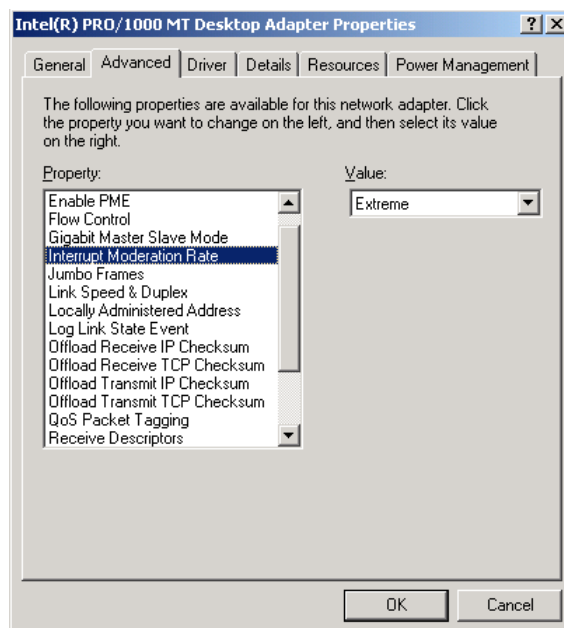 Intel(R) PRO/1000 MT Desktop Adapter Properties
General Advanced Driver Details Resources Power Management
The following properties are available for this network adapter. Click
the property you want to change on the left, and then select its value
on the right.
Property: Value:
Enable PME Extreme
Flow Control
Gigabit Master Slave Mode
Interrupt Moderation Rate
Jumbo Frames
Link Speed & Duplex
Locally Administered Address
Log Link State Event
Offload Receive IP Checksum
Offload Receive TCP Checksum
Offload Transmit IP Checksum
Offload Transmit TCP Checksum
QoS Packet Tagging
Receive Descriptors
OK Cancel